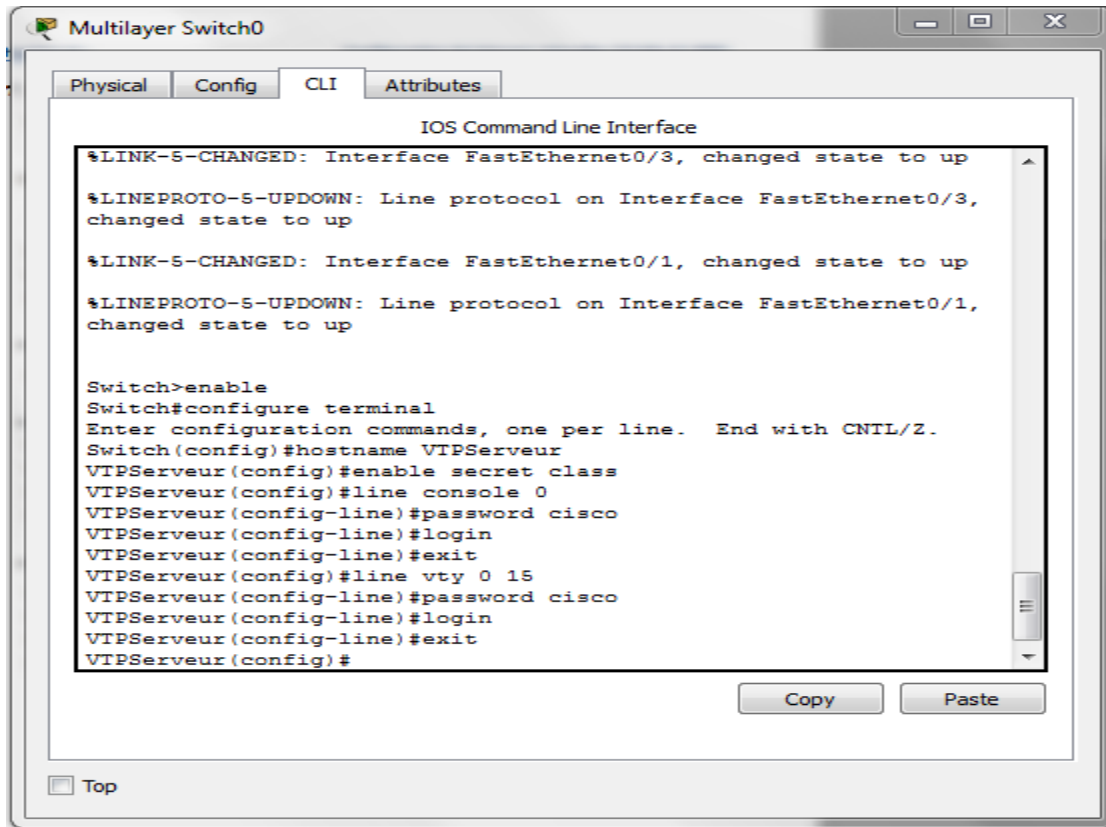 Multilayer Switch0
Physical Config CLI Attributes
IOS Command Line Interface
%LINK-5-CHANGED: Interface FastEthernet0/3, changed state to up
%LINEPROTO-5-UPDOWN: Line protocol on Interface FastEthernet0/3,
changed state to up
%LINK-5-CHANGED: Interface FastEthernet0/1, changed state to up
%LINEPROTO-5-UPDOWN: Line protocol on Interface FastEthernet0/1,
changed state to up
Switch>enable
Switch#configure terminal
Enter configuration commands, one per line.  End with CNTL/Z.
Switch(config)#hostname VTPServeur
VTPServeur(config)#enable secret class
VTPServeur(config)#line console 0
VTPServeur(config-line)#password cisco
VTPServeur(config-line)#login
VTPServeur(config-line)#exit
VTPServeur(config)#line vty 0 15
VTPServeur(config-line)#password cisco
VTPServeur(config-line)#login
VTPServeur(config-line)#exit
VTPServeur(config)#
Copy Paste
Top